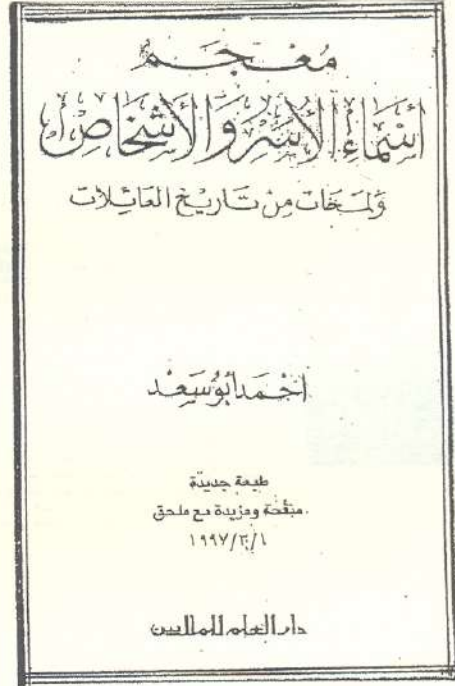 معجم
أسماء الأسر والأشخاص
ولمحات من تاريخ العائلات
احمد أبو سعد
طبعة جديدة
منقحة ومزيدة مع ملحق
١٩٩٧/٣/١
دار العلم للملايين